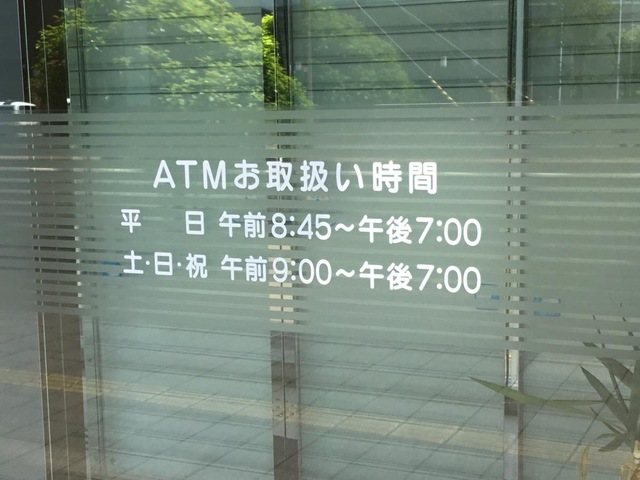 ATMお取扱い時間
平 日 午前8:45～午後7:00
土・日・祝 午前9:00～午後7:00